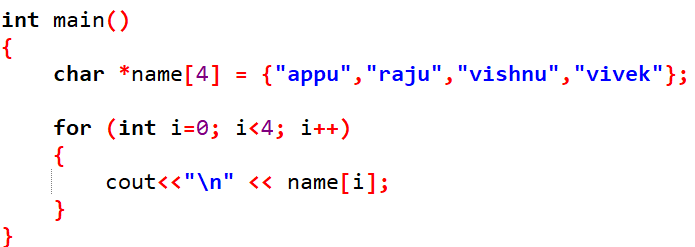 int main()
{
    char *name[4] = {"appu","raju","vishnu","vivek"};
    for (int i=0; i<4; i++)
    {
        cout<<"\n" << name[i];
    }
}